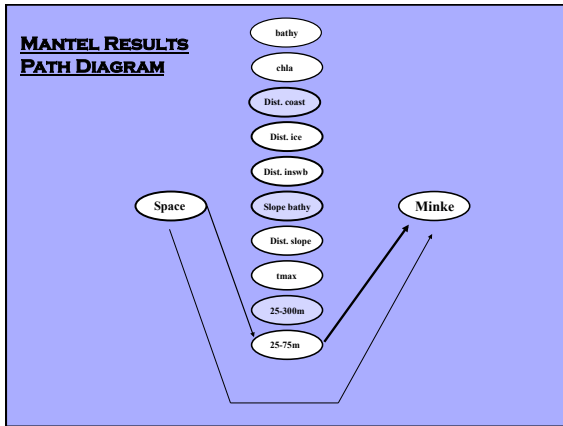 MANTEL RESULTS
PATH DIAGRAM
bathy
chla
Dist. coast
Dist. ice
Dist. inswb
Space
Slope bathy
Minke
Dist. slope
tmax
25-300m
25-75m